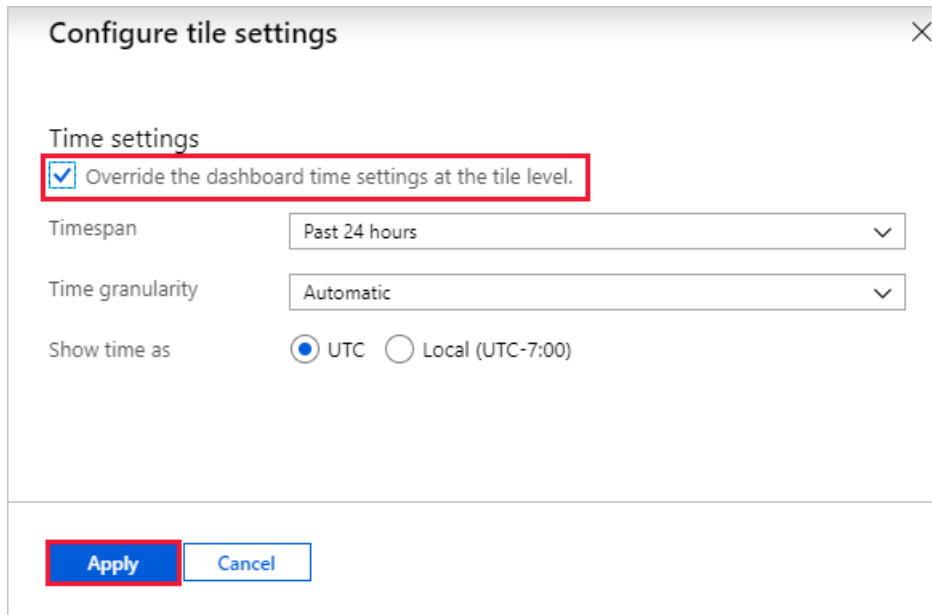 Configure tile settings
Time settings
Override the dashboard time settings at the tile level.
Timespan Past 24 hours
Time granularity Automatic
Show time as UTC Local (UTC-7:00)
Apply Cancel